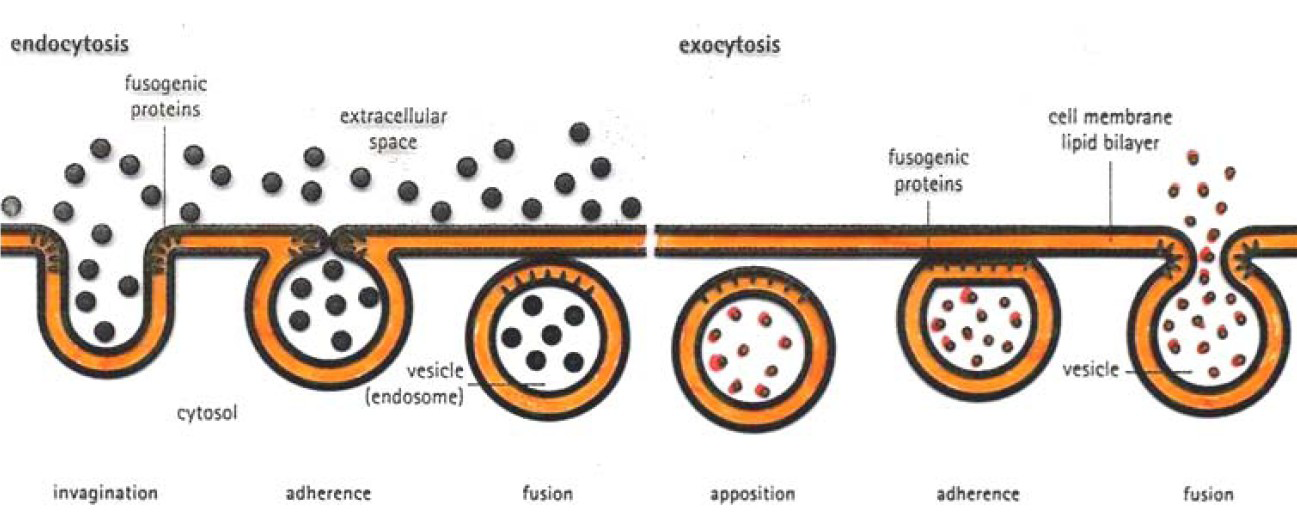 endocytosis
fusogenic
proteins
extracellular
space
vesicle
(endosome)
cytosol
invagination
adherence
fusion
exocytosis
fusogenic
proteins
cell membrane
lipid bilayer
vesicle
apposition
adherence
fusion